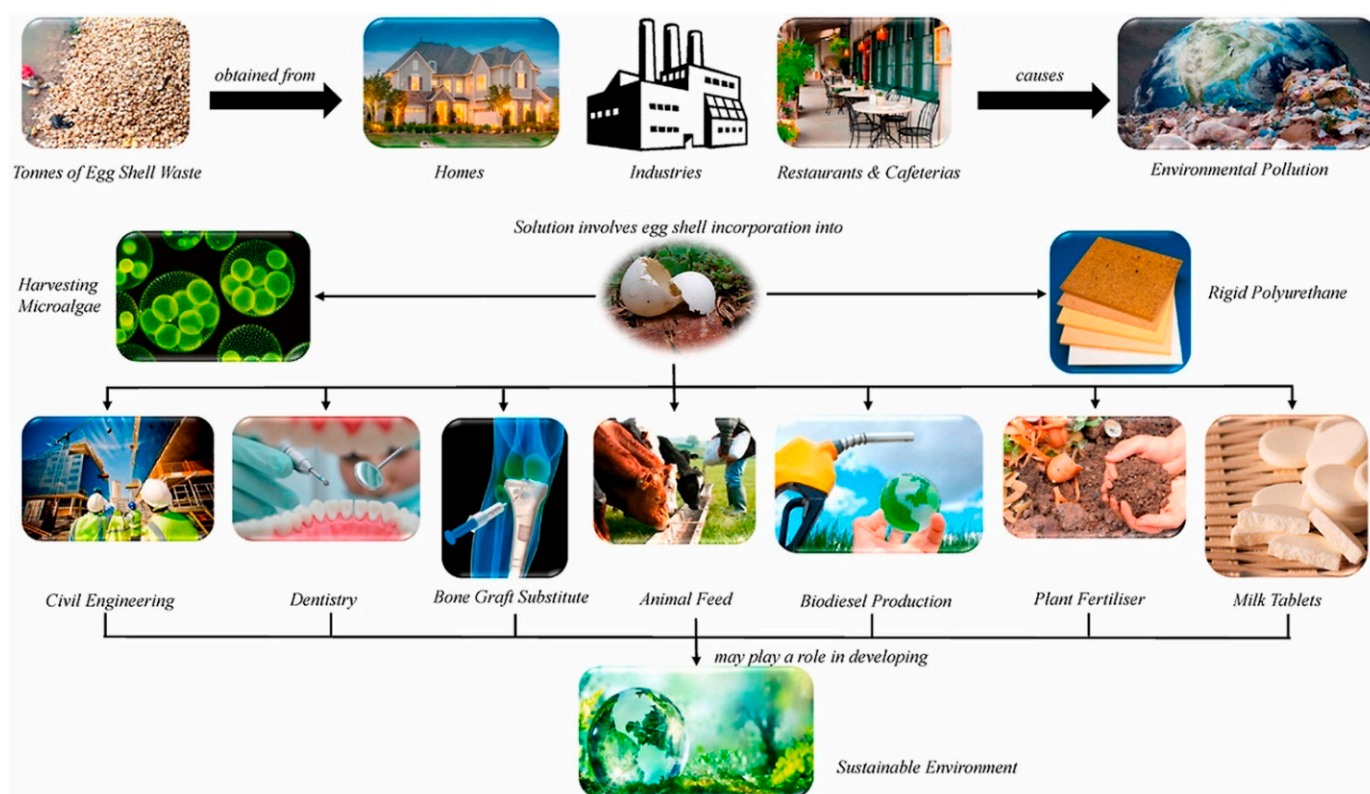 obtained from
causes
Tonnes of Egg Shell Waste
Homes
Industries
Restaurants & Cafeterias
Environmental Pollution
Solution involves egg shell incorporation into
Harvesting
Microalgae
Rigid Polyurethane
Civil Engineering
Dentistry
Bone Graft Substitute
Animal Feed
Biodiesel Production
Plant Fertiliser
Milk Tablets
may play a role in developing
Sustainable Environment